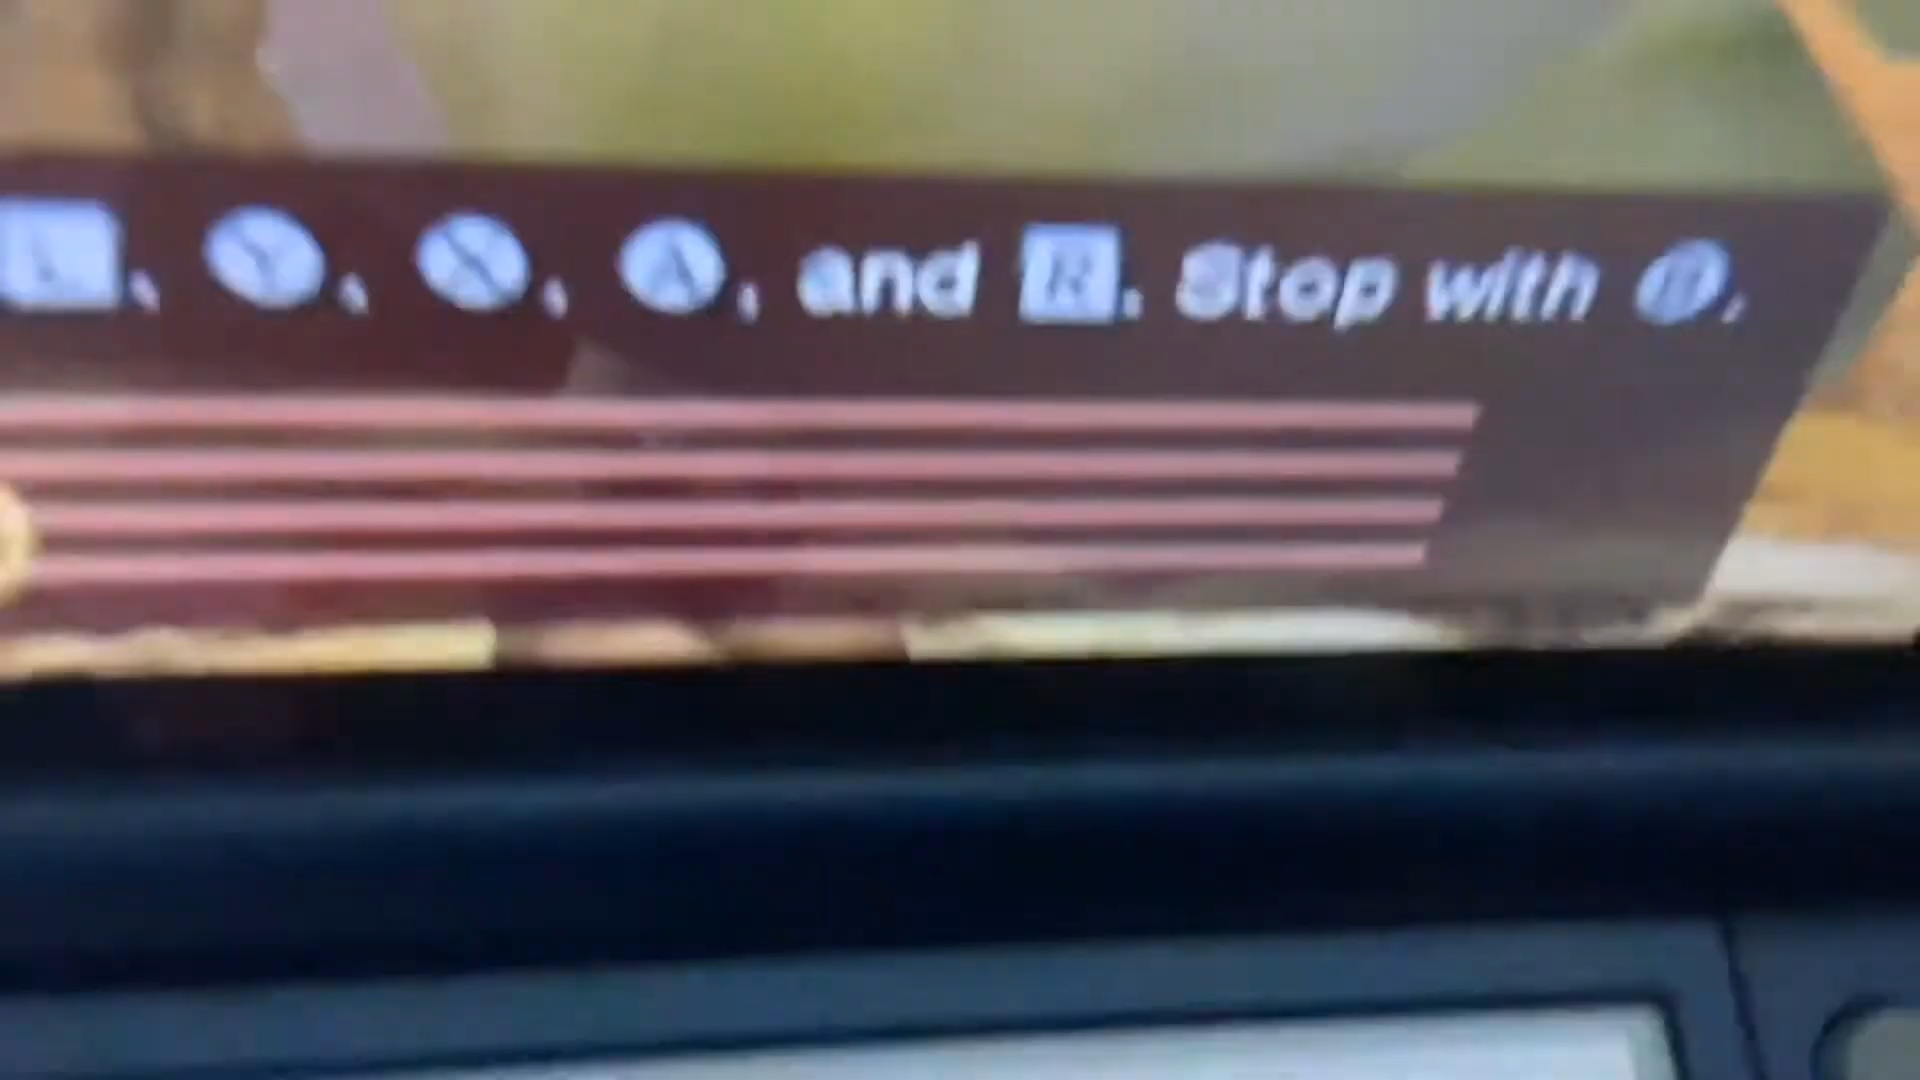 L, Y, X, A, and R. Stop with B.